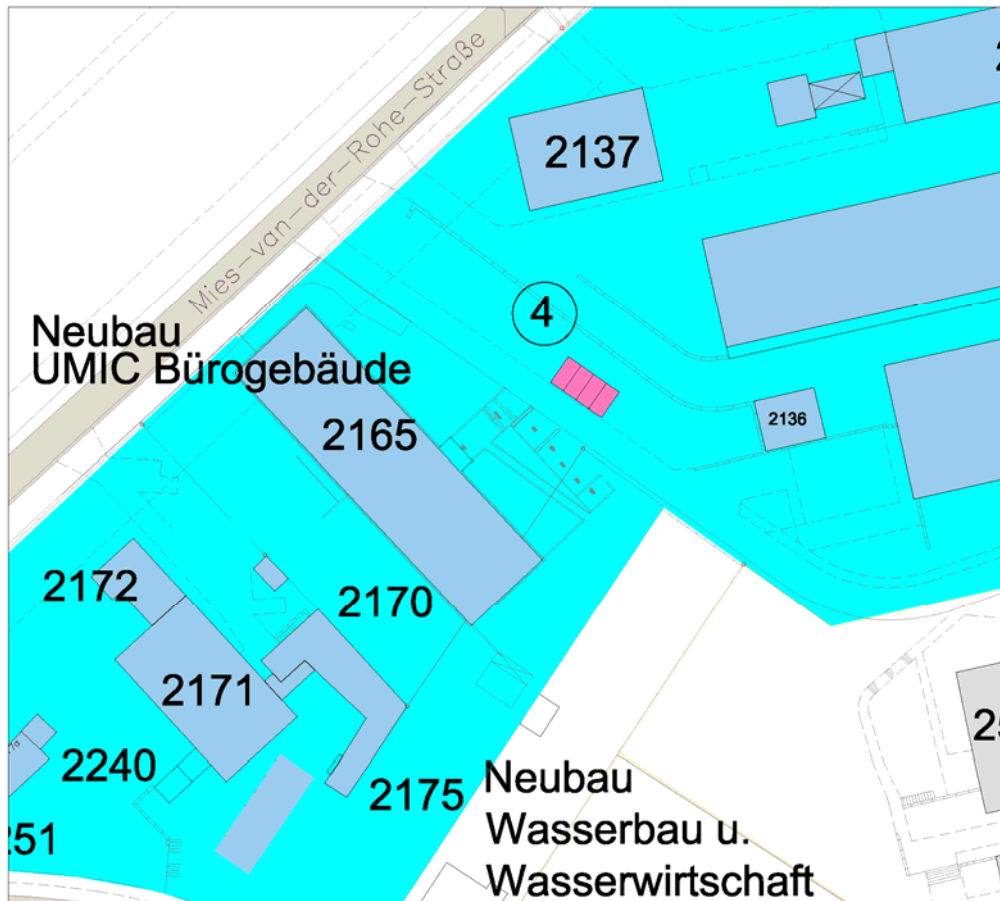 Mies-van-der-Rohe-Straße
2137
4
Neubau
UMIC Bürogebäude
2165
2136
2172
2170
2171
2240
2175
Neubau
Wasserbau u.
Wasserwirtschaft
251